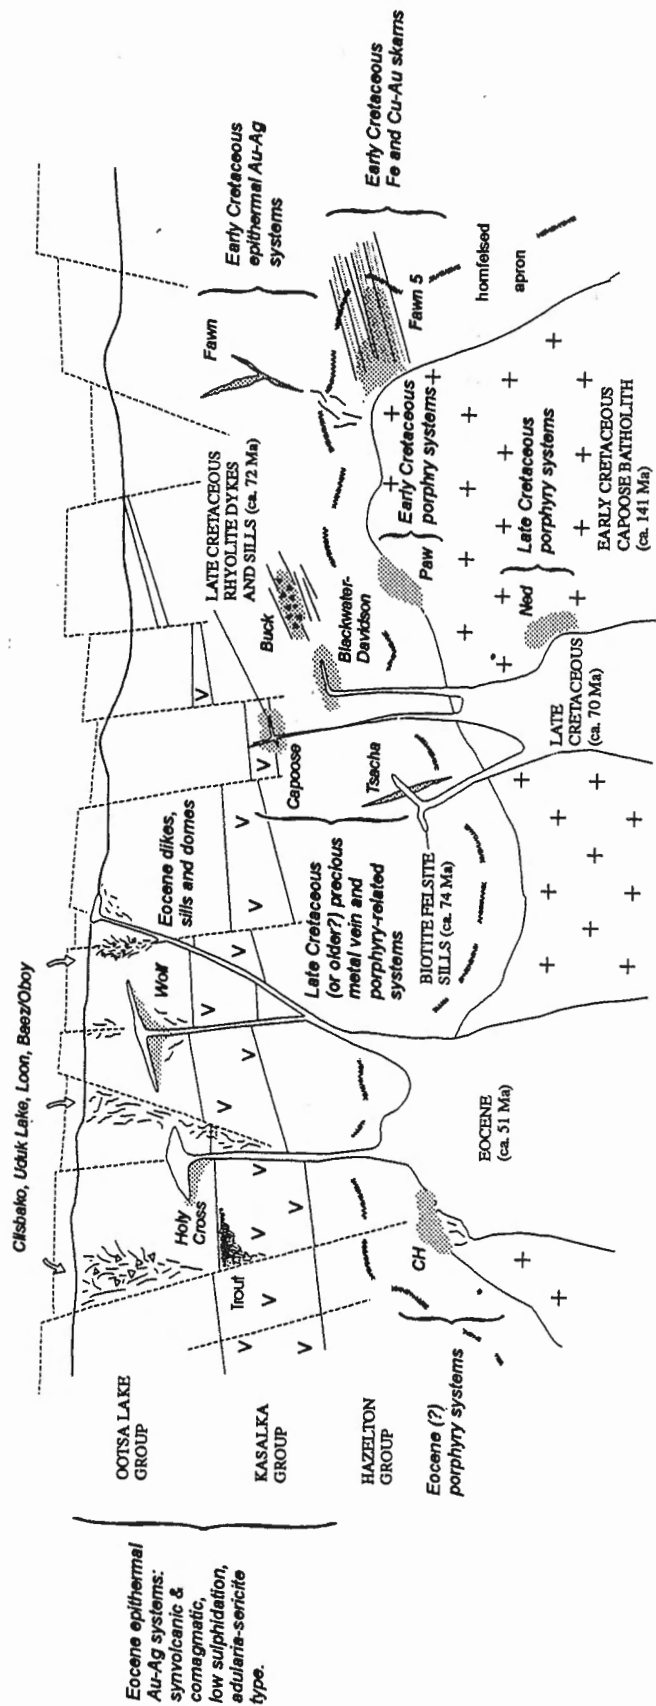 Clisbako, Uduk Lake, Loon, Baez/Oboy
Eocene epithermal
Au-Ag systems:
synvolcanic &
comagmatic,
low sulphidation,
adularia-sericite
type.
OOTSA LAKE
GROUP
KASALKA
GROUP
HAZELTON
GROUP
Eocene (?)
porphyry systems
Trout
Holy
Cross
CH
Wolf
Eocene dikes,
sills and domes
EOCENE
(ca. 51 Ma)
Late Cretaceous
(or older?) precious
metal vein and
porphyry-related
systems
BIOTITE FELSITE
SILLS (ca. 74 Ma)
Capoose
Tsacha
LATE CRETACEOUS
RHYOLITE DYKES
AND SILLS (ca. 72 Ma)
Buck
Blackwater-
Davidson
LATE
CRETACEOUS
(ca. 70 Ma)
Paw
Early Cretaceous
porphyry systems
Ned
Late Cretaceous
porphyry systems
EARLY CRETACEOUS
CAPOOSE BATHOLITH
(ca. 141 Ma)
Fawn
Early Cretaceous
epithermal Au-Ag
systems
Fawn 5
Early Cretaceous
Fe and Cu-Au skarns
hornfelsed
apron
V
V
V
V
V
V
V
V
V
V
V
V
V